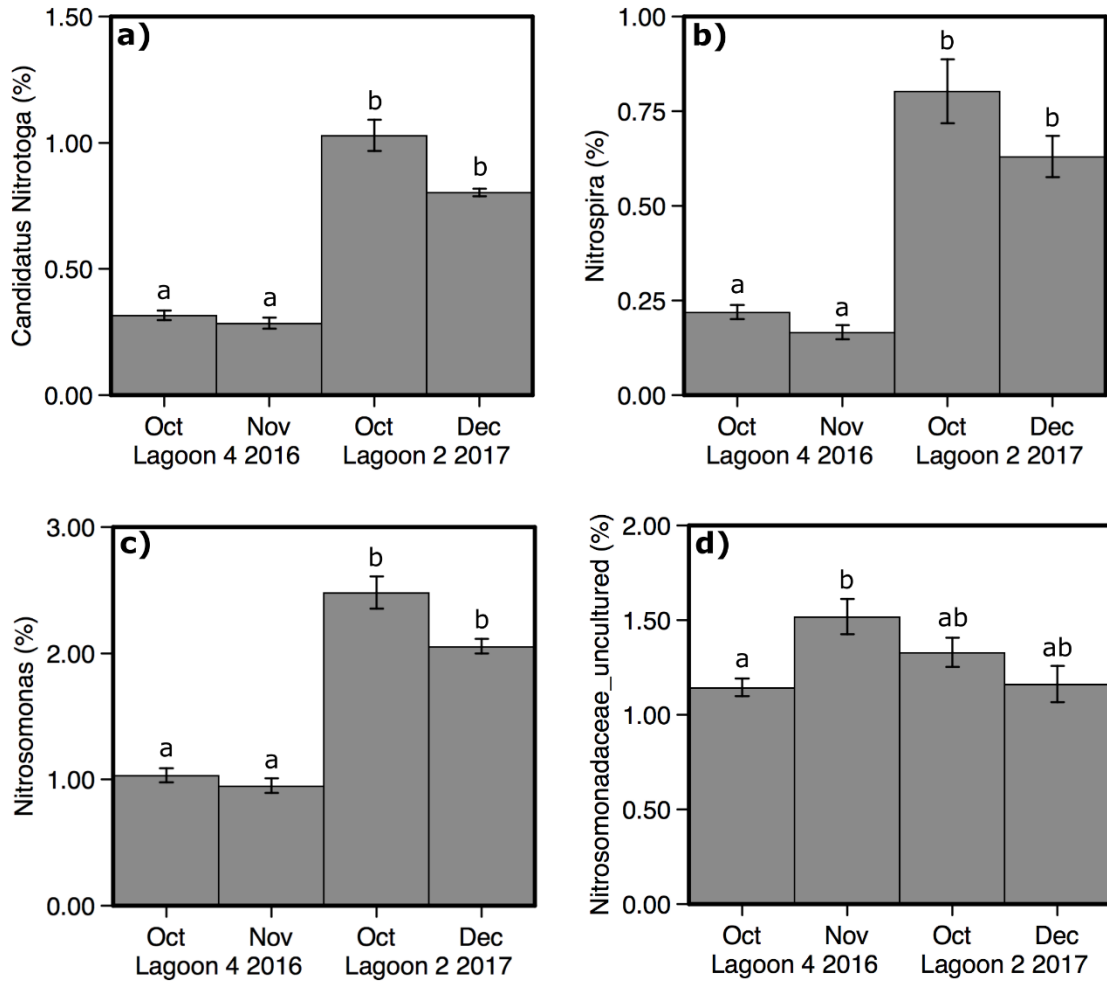 a)
Candidatus Nitrotoga (%)
1.50
1.00
0.50
0.00
a
a
b
b
Oct Nov Oct Dec
Lagoon 4 2016 Lagoon 2 2017
b)
Nitrospira (%)
1.00
0.75
0.50
0.25
0.00
a
a
b
b
Oct Nov Oct Dec
Lagoon 4 2016 Lagoon 2 2017
c)
Nitrosomonas (%)
3.00
2.00
1.00
0.00
a
a
b
b
Oct Nov Oct Dec
Lagoon 4 2016 Lagoon 2 2017
d)
Nitrosomonadaceae_uncultured (%)
2.00
1.50
1.00
0.50
0.00
a
b
ab
ab
Oct Nov Oct Dec
Lagoon 4 2016 Lagoon 2 2017